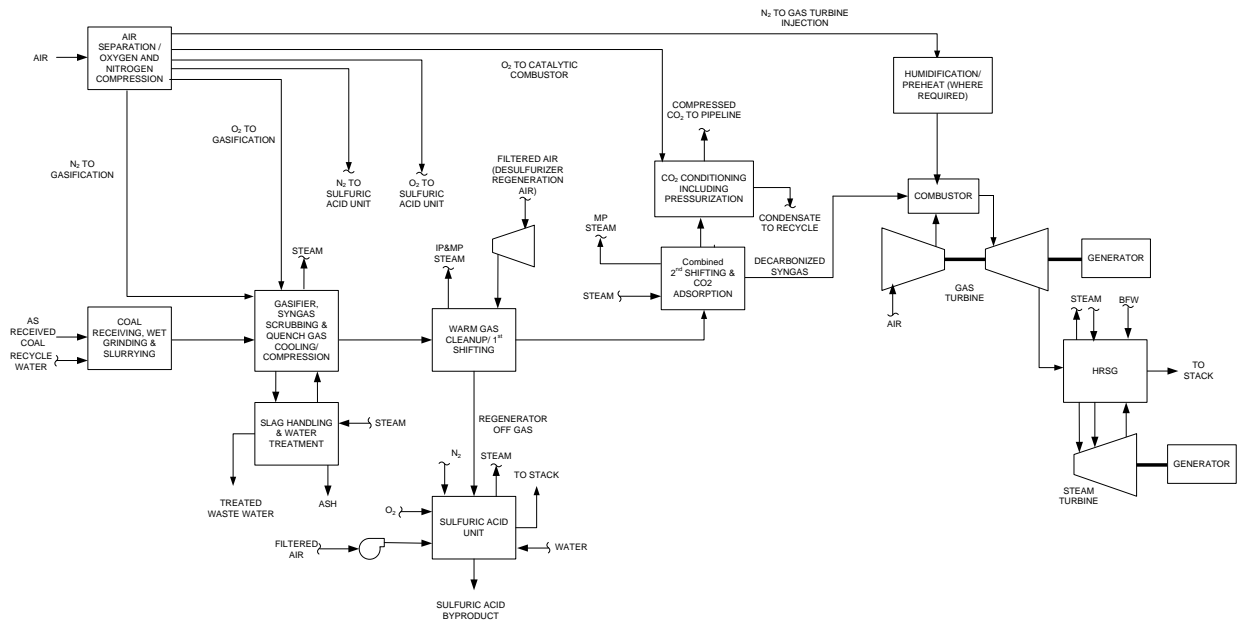 N₂ TO GAS TURBINE
INJECTION
AIR
AIR
SEPARATION /
OXYGEN AND
NITROGEN
COMPRESSION
O₂ TO CATALYTIC
COMBUSTOR
HUMIDIFICATION/
PREHEAT (WHERE
REQUIRED)
COMPRESSED
CO₂ TO PIPELINE
O₂ TO
GASIFICATION
N₂ TO
GASIFICATION
N₂ TO
SULFURIC
ACID UNIT
O₂ TO
SULFURIC
ACID UNIT
FILTERED AIR
(DESULFURIZER
REGENERATION
AIR)
CO₂ CONDITIONING
INCLUDING
PRESSURIZATION
CONDENSATE
TO RECYCLE
COMBUSTOR
STEAM
IP&MP
STEAM
MP
STEAM
STEAM
Combined
2nd SHIFTING &
CO2
ADSORPTION
DECARBONIZED
SYNGAS
GAS
TURBINE
AIR
GENERATOR
AS
RECEIVED
COAL
RECYCLE
WATER
COAL
RECEIVING, WET
GRINDING &
SLURRYING
GASIFIER,
SYNGAS
SCRUBBING &
QUENCH GAS
COOLING/
COMPRESSION
WARM GAS
CLEANUP/ 1st
SHIFTING
STEAM
BFW
HRSG
TO
STACK
SLAG HANDLING
& WATER
TREATMENT
STEAM
REGENERATOR
OFF GAS
TREATED
WASTE WATER
ASH
N₂
STEAM
TO STACK
O₂
SULFURIC ACID
UNIT
FILTERED
AIR
WATER
SULFURIC ACID
BYPRODUCT
STEAM
TURBINE
GENERATOR